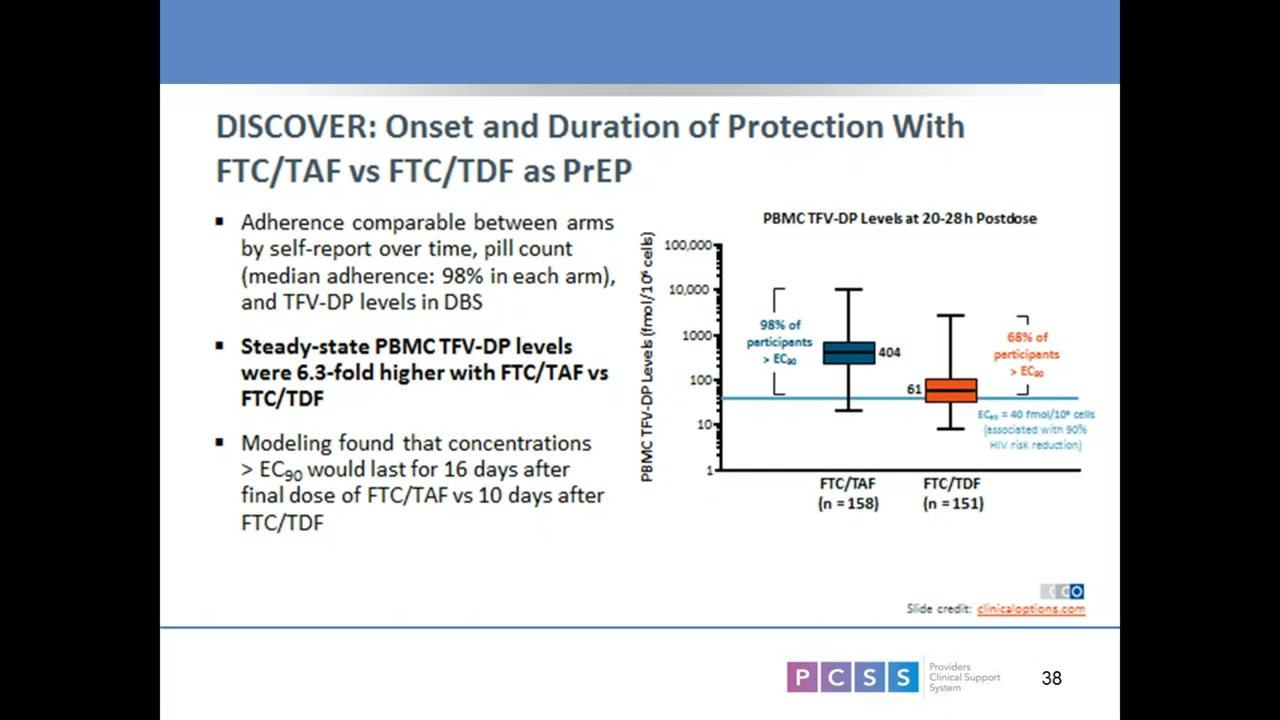 DISCOVER: Onset and Duration of Protection With
FTC/TAF vs FTC/TDF as PrEP
▪ Adherence comparable between arms
by self-report over time, pill count
(median adherence: 98% in each arm),
and TFV-DP levels in DBS
▪ Steady-state PBMC TFV-DP levels
were 6.3-fold higher with FTC/TAF vs
FTC/TDF
▪ Modeling found that concentrations
> EC90 would last for 16 days after
final dose of FTC/TAF vs 10 days after
FTC/TDF
PBMC TFV-DP Levels at 20-28 h Postdose
PBMC TFV-DP Levels (fmol/10⁶ cells)
100,000
10,000
1000
100
10
1
98% of
participants
> EC90
404
61
68% of
participants
> EC90
EC90 = 40 fmol/10⁶ cells
(associated with 90%
HIV risk reduction)
FTC/TAF
(n = 158)
FTC/TDF
(n = 151)
CCO
Slide credit: clinicaloptions.com
PCSS
Providers
Clinical Support
System
38